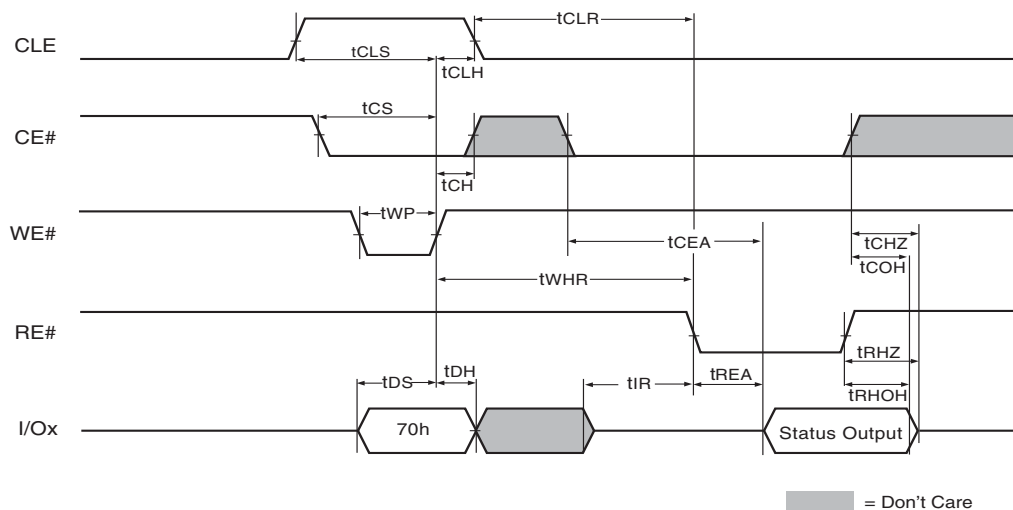 tCLR
CLE
tCLS
tCLH
tCS
CE#
tCH
tWP
WE#
tCEA
tCHZ
tCOH
tWHR
RE#
tRHZ
tDS
tDH
tIR
tREA
tRHOH
I/Ox
70h
Status Output
= Don't Care